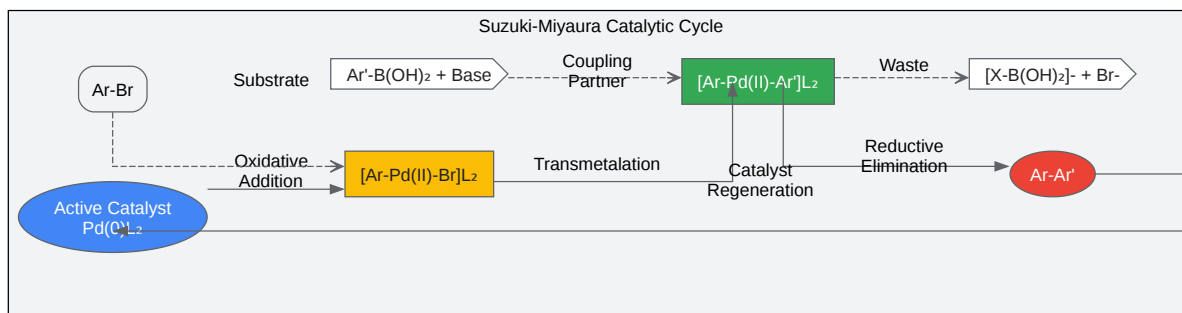 Suzuki-Miyaura Catalytic Cycle
Ar-Br
Substrate
Ar'-B(OH)₂ + Base
Coupling
Partner
[Ar-Pd(II)-Ar']L₂
Waste
[X-B(OH)₂]- + Br-
Oxidative
Addition
[Ar-Pd(II)-Br]L₂
Transmetalation
Catalyst
Regeneration
Reductive
Elimination
Ar-Ar'
Active Catalyst
Pd(0)L₂